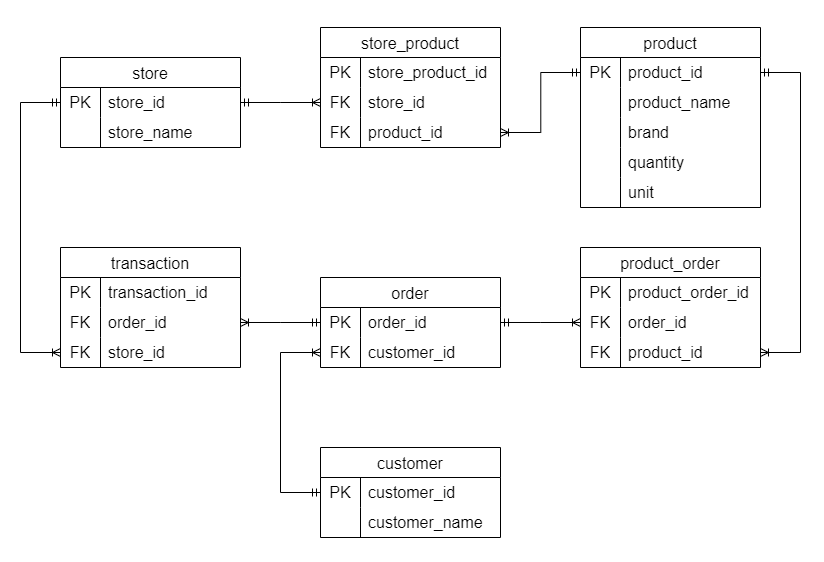 store
PK store_id
store_name
store_product
PK store_product_id
FK store_id
FK product_id
product
PK product_id
product_name
brand
quantity
unit
transaction
PK transaction_id
FK order_id
FK store_id
order
PK order_id
FK customer_id
product_order
PK product_order_id
FK order_id
FK product_id
customer
PK customer_id
customer_name